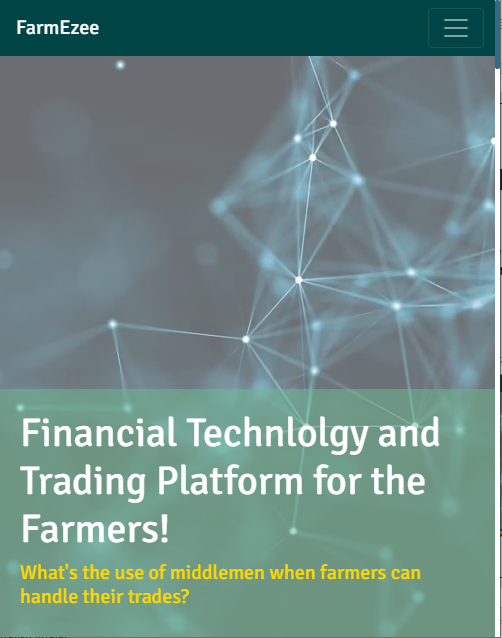 FarmEzee
Financial Technlolgy and
Trading Platform for the
Farmers!
What's the use of middlemen when farmers can
handle their trades?